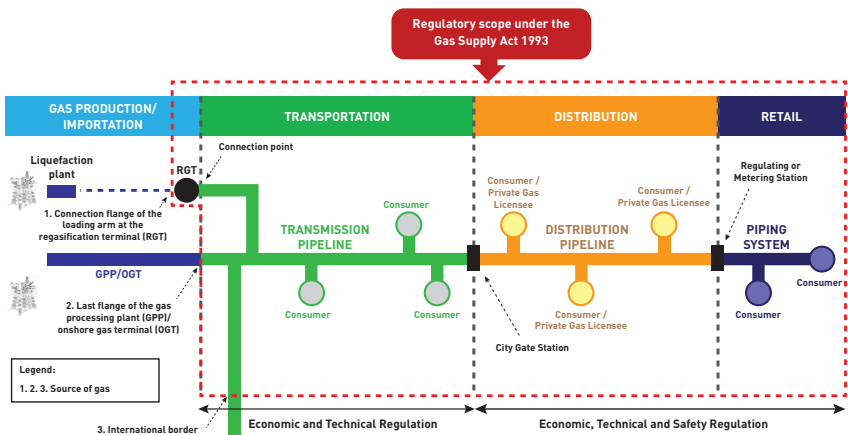 Regulatory scope under the
Gas Supply Act 1993
GAS PRODUCTION/
IMPORTATION
TRANSPORTATION
DISTRIBUTION
RETAIL
Liquefaction
plant
RGT
Connection point
1. Connection flange of the
loading arm at the
regasification terminal (RGT)
Consumer
TRANSMISSION
PIPELINE
Consumer /
Private Gas
Licensee
Consumer /
Private Gas Licensee
DISTRIBUTION
PIPELINE
Regulating or
Metering Station
PIPING
SYSTEM
GPP/OGT
Consumer
2. Last flange of the gas
processing plant (GPP)/
onshore gas terminal (OGT)
Consumer
Consumer
Consumer /
Private Gas Licensee
Consumer
City Gate Station
Legend:
1. 2. 3. Source of gas
Economic and Technical Regulation
Economic, Technical and Safety Regulation
3. International border